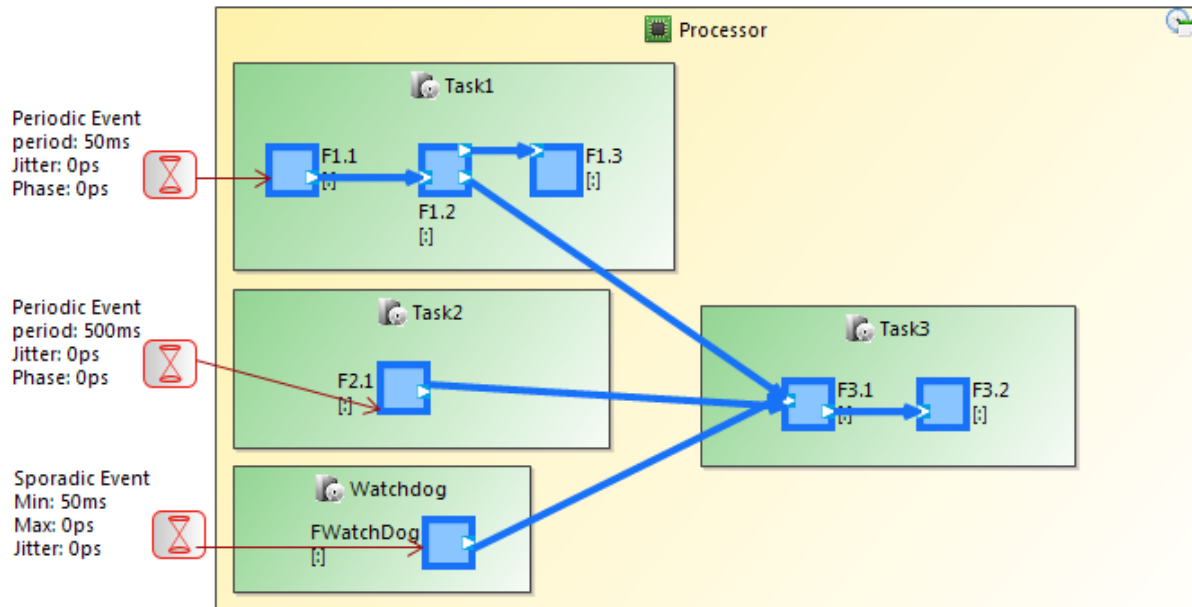 Processor
Task1
Periodic Event
period: 50ms
Jitter: 0ps
Phase: 0ps
F1.1
[:]
F1.2
[:]
F1.3
[:]
Periodic Event
period: 500ms
Jitter: 0ps
Phase: 0ps
Task2
F2.1
[:]
Task3
F3.1
[:]
F3.2
[:]
Sporadic Event
Min: 50ms
Max: 0ps
Jitter: 0ps
Watchdog
FWatchDog
[:]